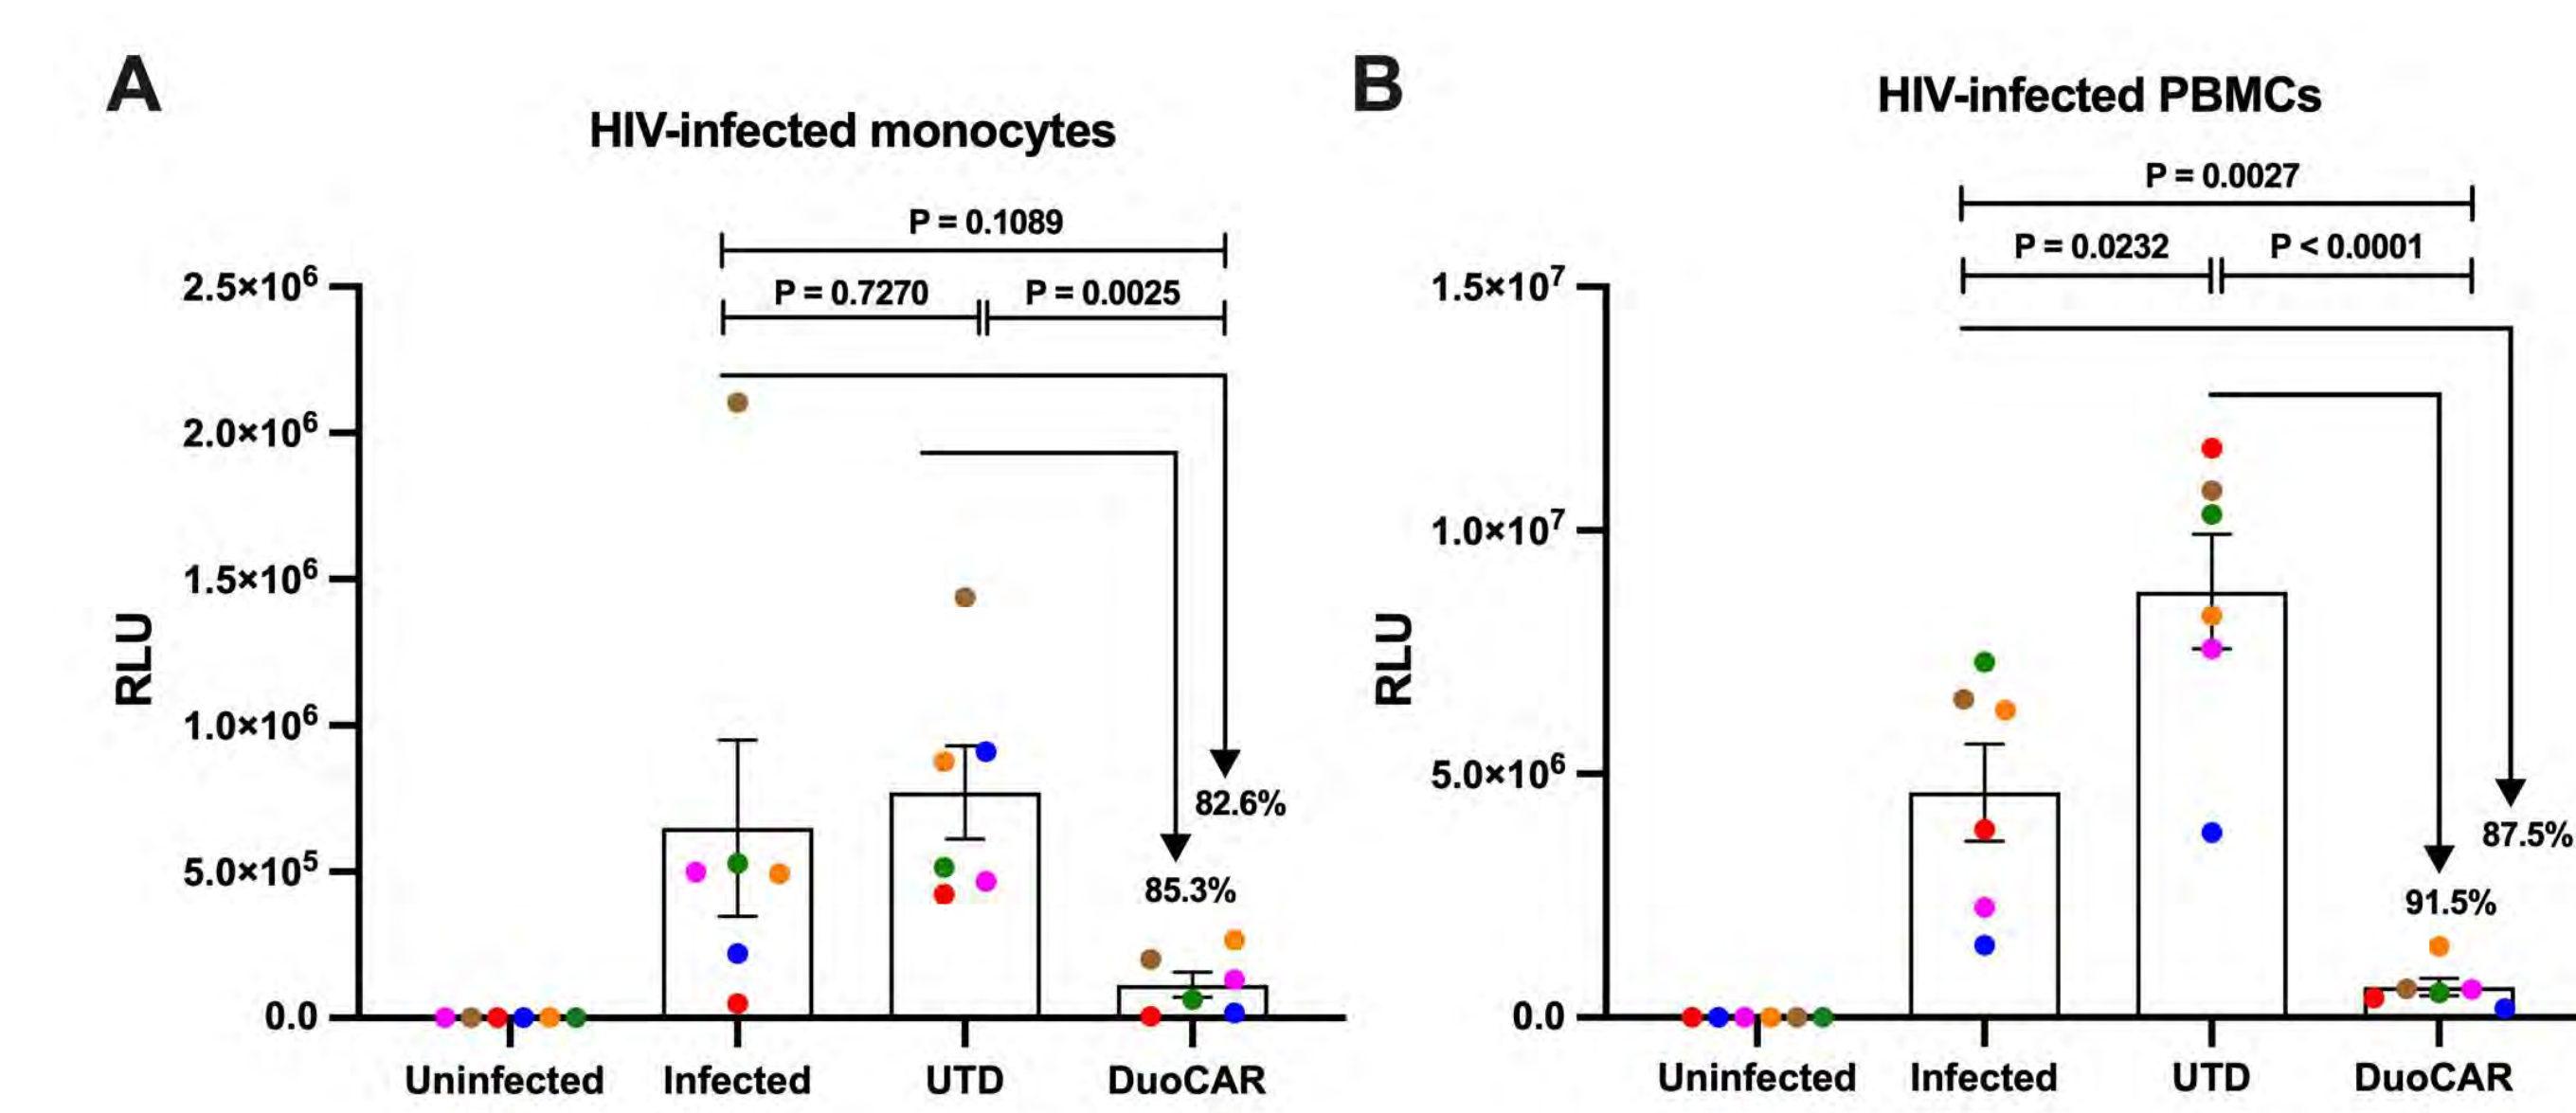 A
HIV-infected monocytes
P = 0.1089
P = 0.7270
P = 0.0025
2.5×10⁶
2.0×10⁶
1.5×10⁶
1.0×10⁶
5.0×10⁵
0.0
RLU
82.6%
85.3%
Uninfected
Infected
UTD
DuoCAR
B
HIV-infected PBMCs
P = 0.0027
P = 0.0232
P < 0.0001
1.5×10⁷
1.0×10⁷
5.0×10⁶
0.0
RLU
87.5%
91.5%
Uninfected
Infected
UTD
DuoCAR